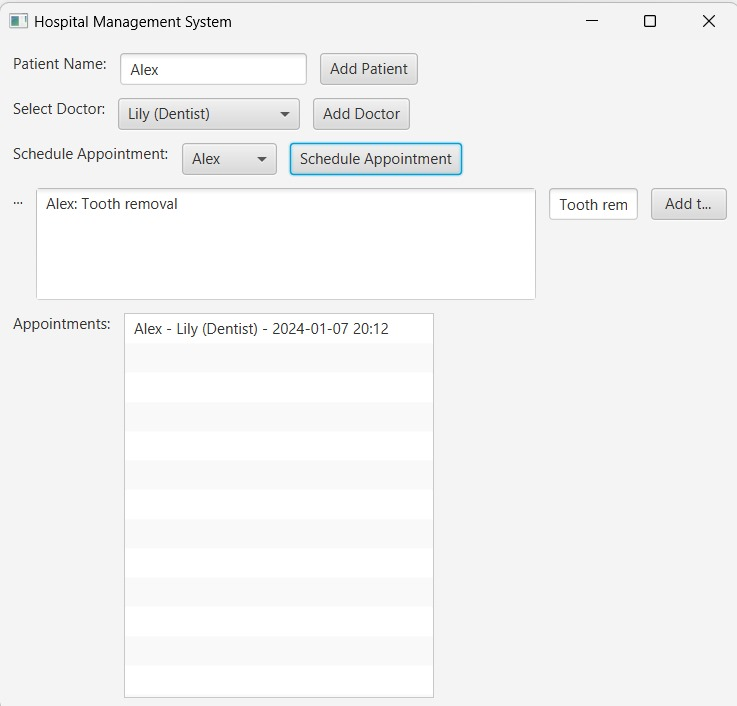 Hospital Management System
Patient Name: Alex Add Patient
Select Doctor: Lily (Dentist) Add Doctor
Schedule Appointment: Alex Schedule Appointment
... Alex: Tooth removal Tooth rem Add t...
Appointments: Alex - Lily (Dentist) - 2024-01-07 20:12